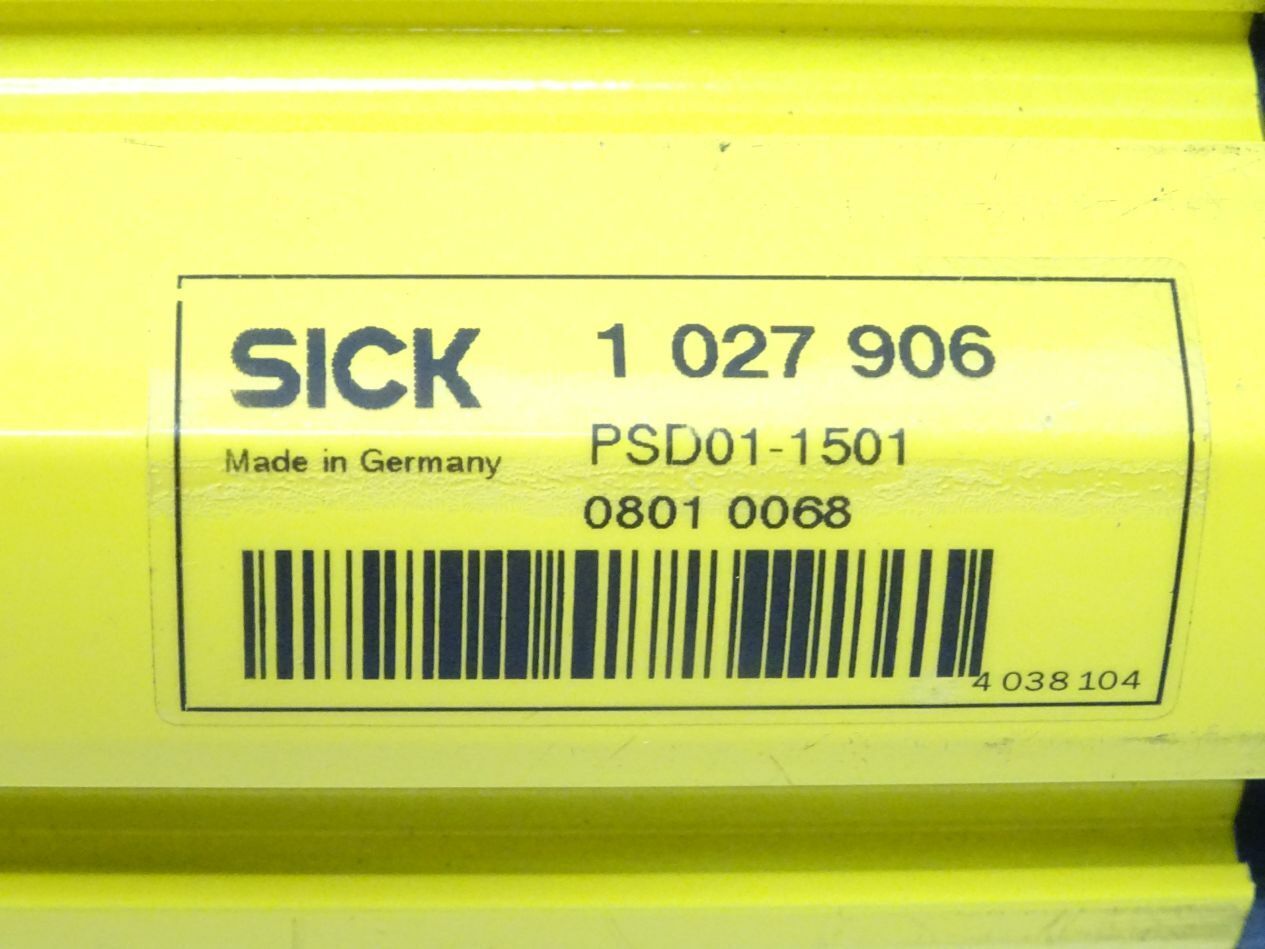 SICK 1 027 906
Made in Germany PSD01-1501
0801 0068
4 038 104